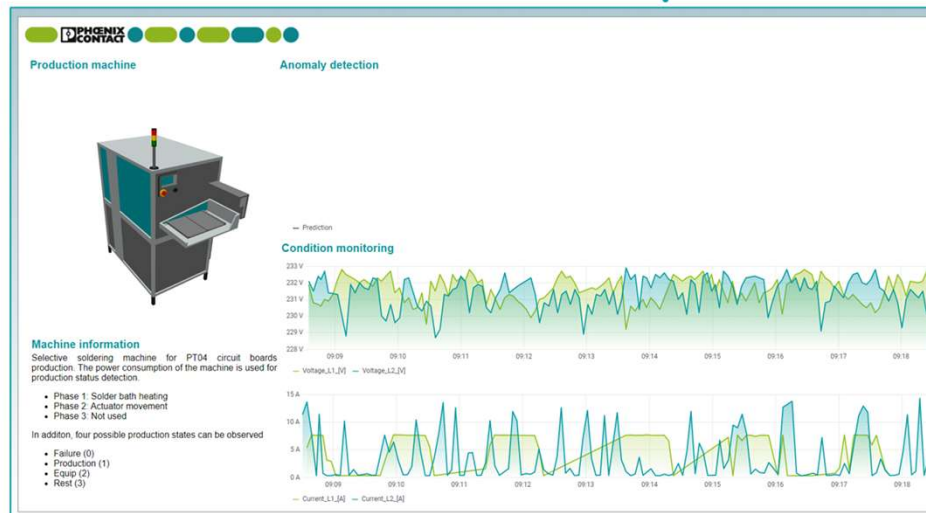 PHŒNIX
CONTACT
Production machine
Anomaly detection
Prediction
Condition monitoring
233 V
232 V
231 V
230 V
229 V
228 V
09:09 09:10 09:11 09:12 09:13 09:14 09:15 09:16 09:17 09:18
Voltage_L1_[V] Voltage_L2_[V]
Machine information
Selective soldering machine for PT04 circuit boards
production. The power consumption of the machine is used for
production status detection.
• Phase 1: Solder bath heating
• Phase 2: Actuator movement
• Phase 3: Not used
In additon, four possible production states can be observed
• Failure (0)
• Production (1)
• Equip (2)
• Rest (3)
15 A
10 A
5 A
0 A
09:09 09:10 09:11 09:12 09:13 09:14 09:15 09:16 09:17 09:18
Current_L1_[A] Current_L2_[A]